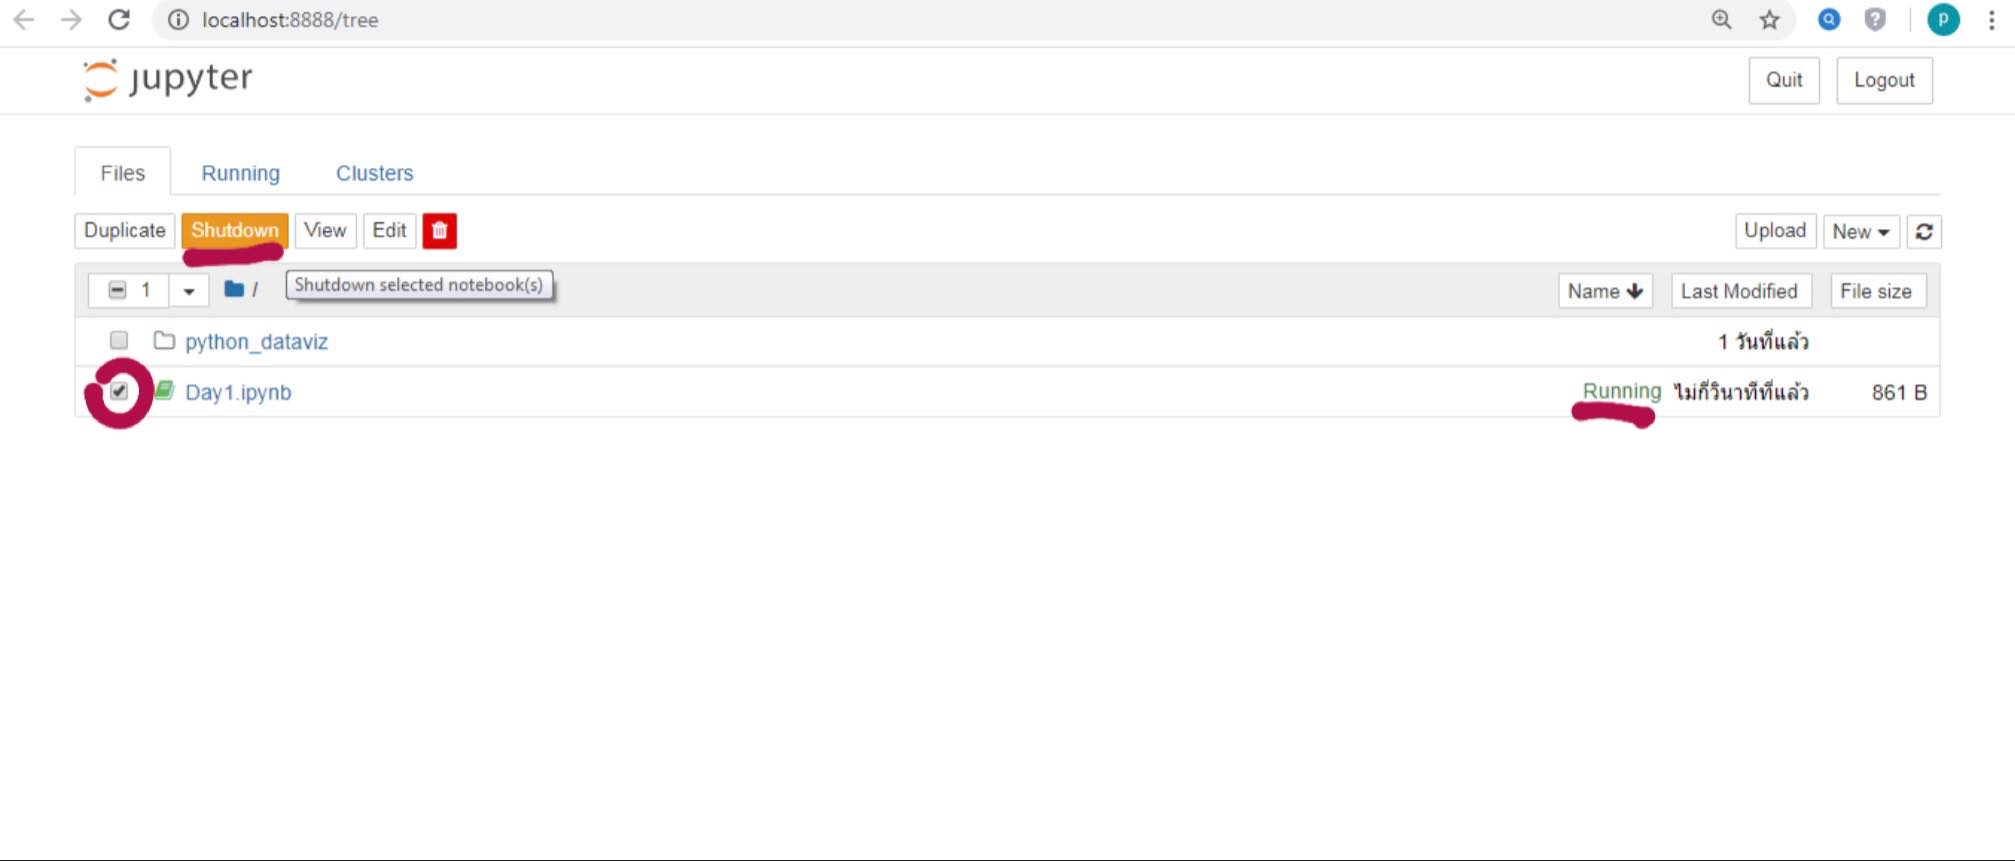 localhost:8888/tree
p
jupyter
Quit Logout
Files Running Clusters
Duplicate Shutdown View Edit Upload New
1 / Shutdown selected notebook(s) Name Last Modified File size
python_dataviz 1 วันที่แล้ว
Day1.ipynb Running ไม่กี่วินาทีที่แล้ว 861 B